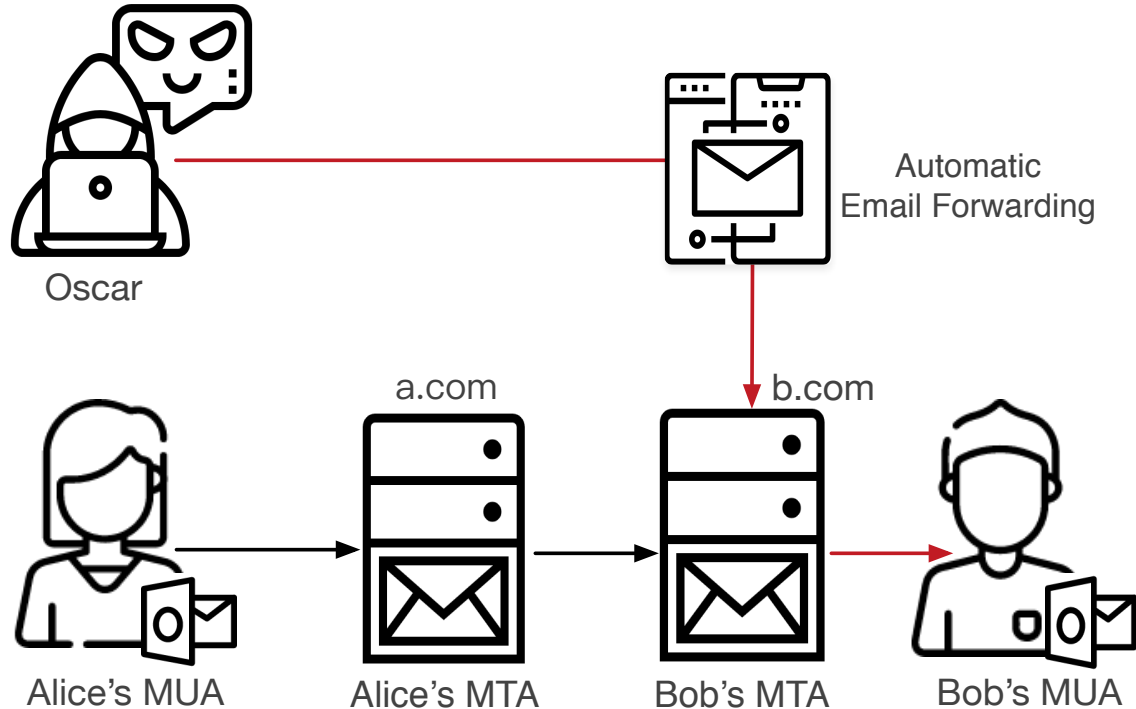 Automatic
Email Forwarding
Oscar
a.com
b.com
Alice’s MUA
Alice’s MTA
Bob’s MTA
Bob’s MUA